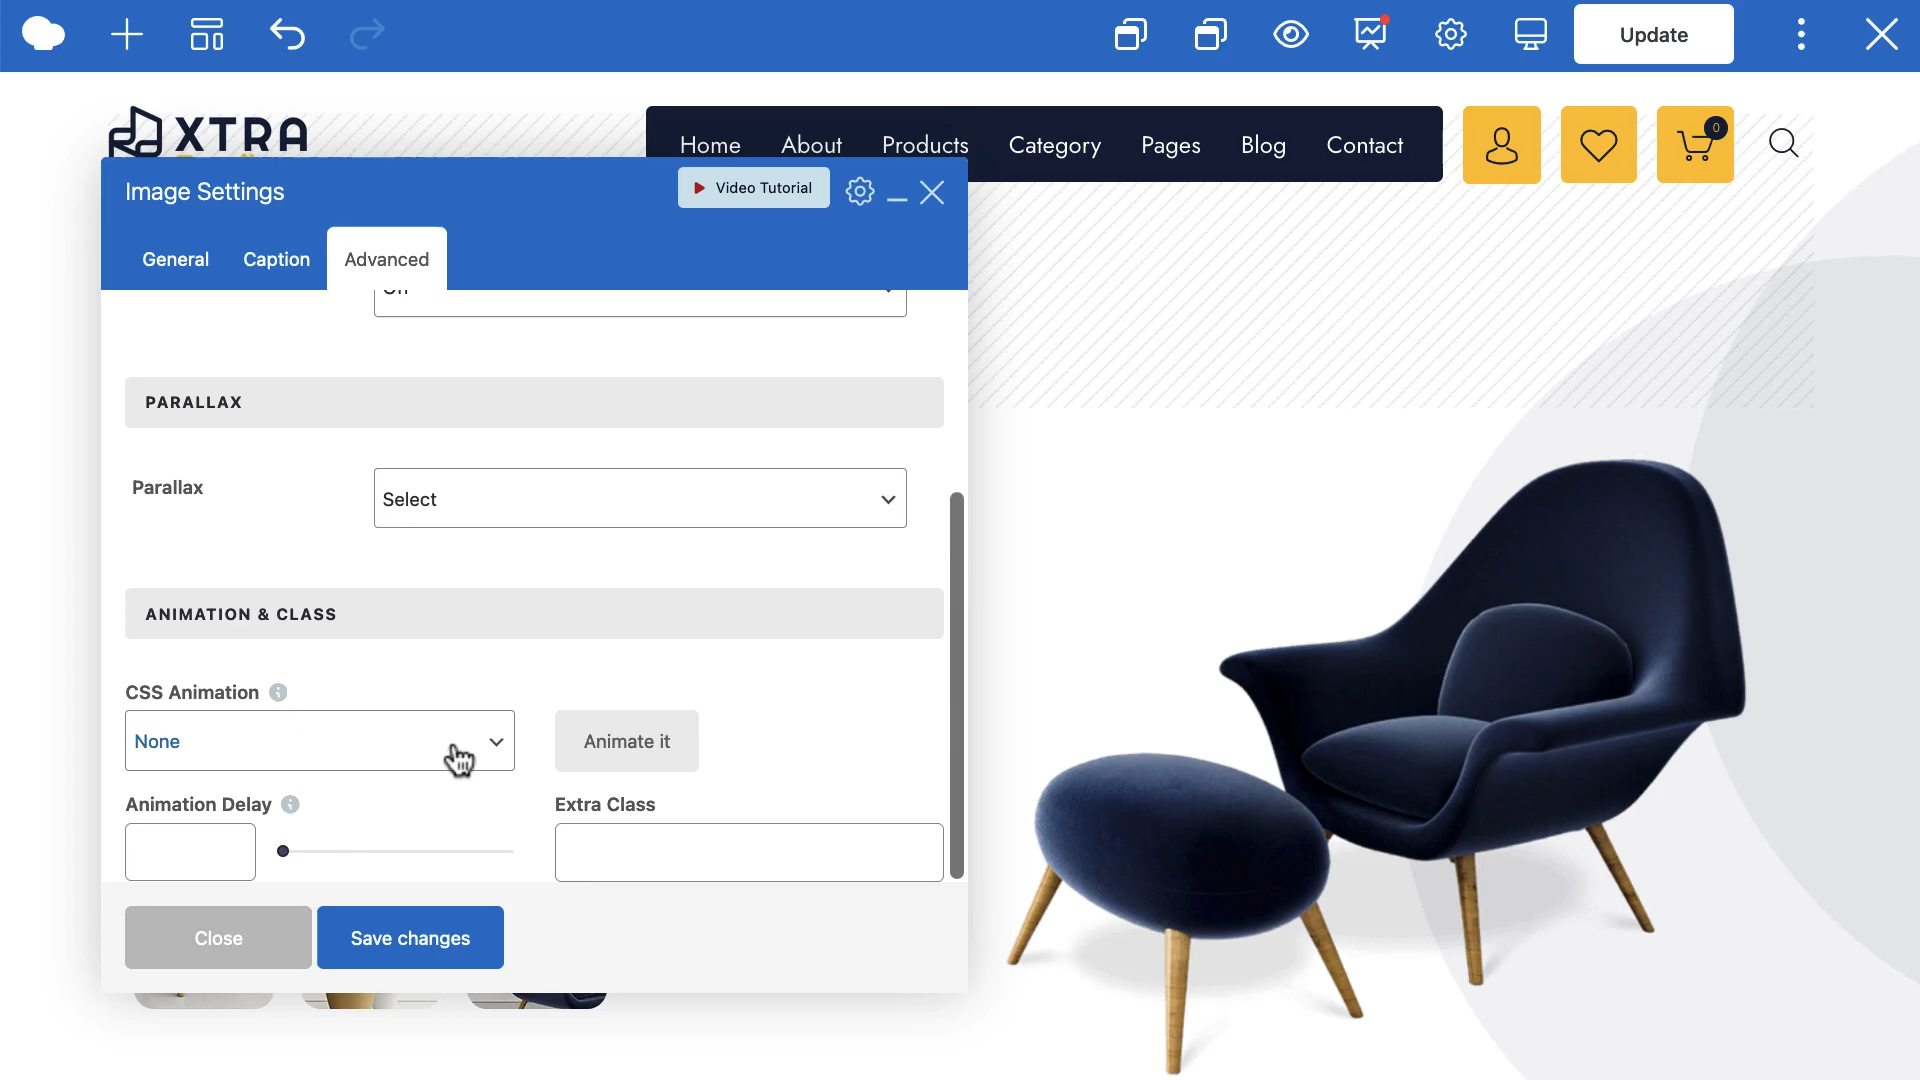 Update
XTRA
Home About Products Category Pages Blog Contact
0
Image Settings
Video Tutorial
General Caption Advanced
PARALLAX
Parallax
Select
ANIMATION & CLASS
CSS Animation
None
Animate it
Animation Delay
Extra Class
Close
Save changes